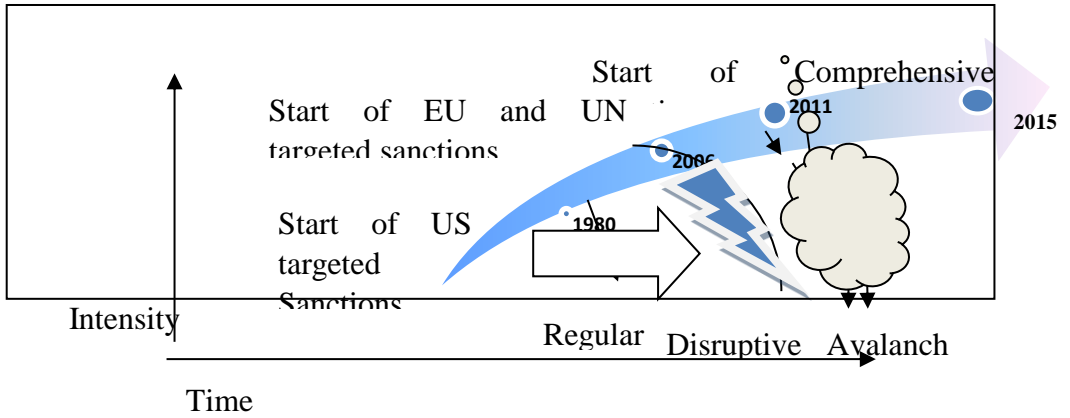 Start of Comprehensive
2011
Start of EU and UN
targeted sanctions
2015
2006
Start of US
1980
targeted
Sanctions
Intensity
Regular
Disruptive
Avalanch
Time